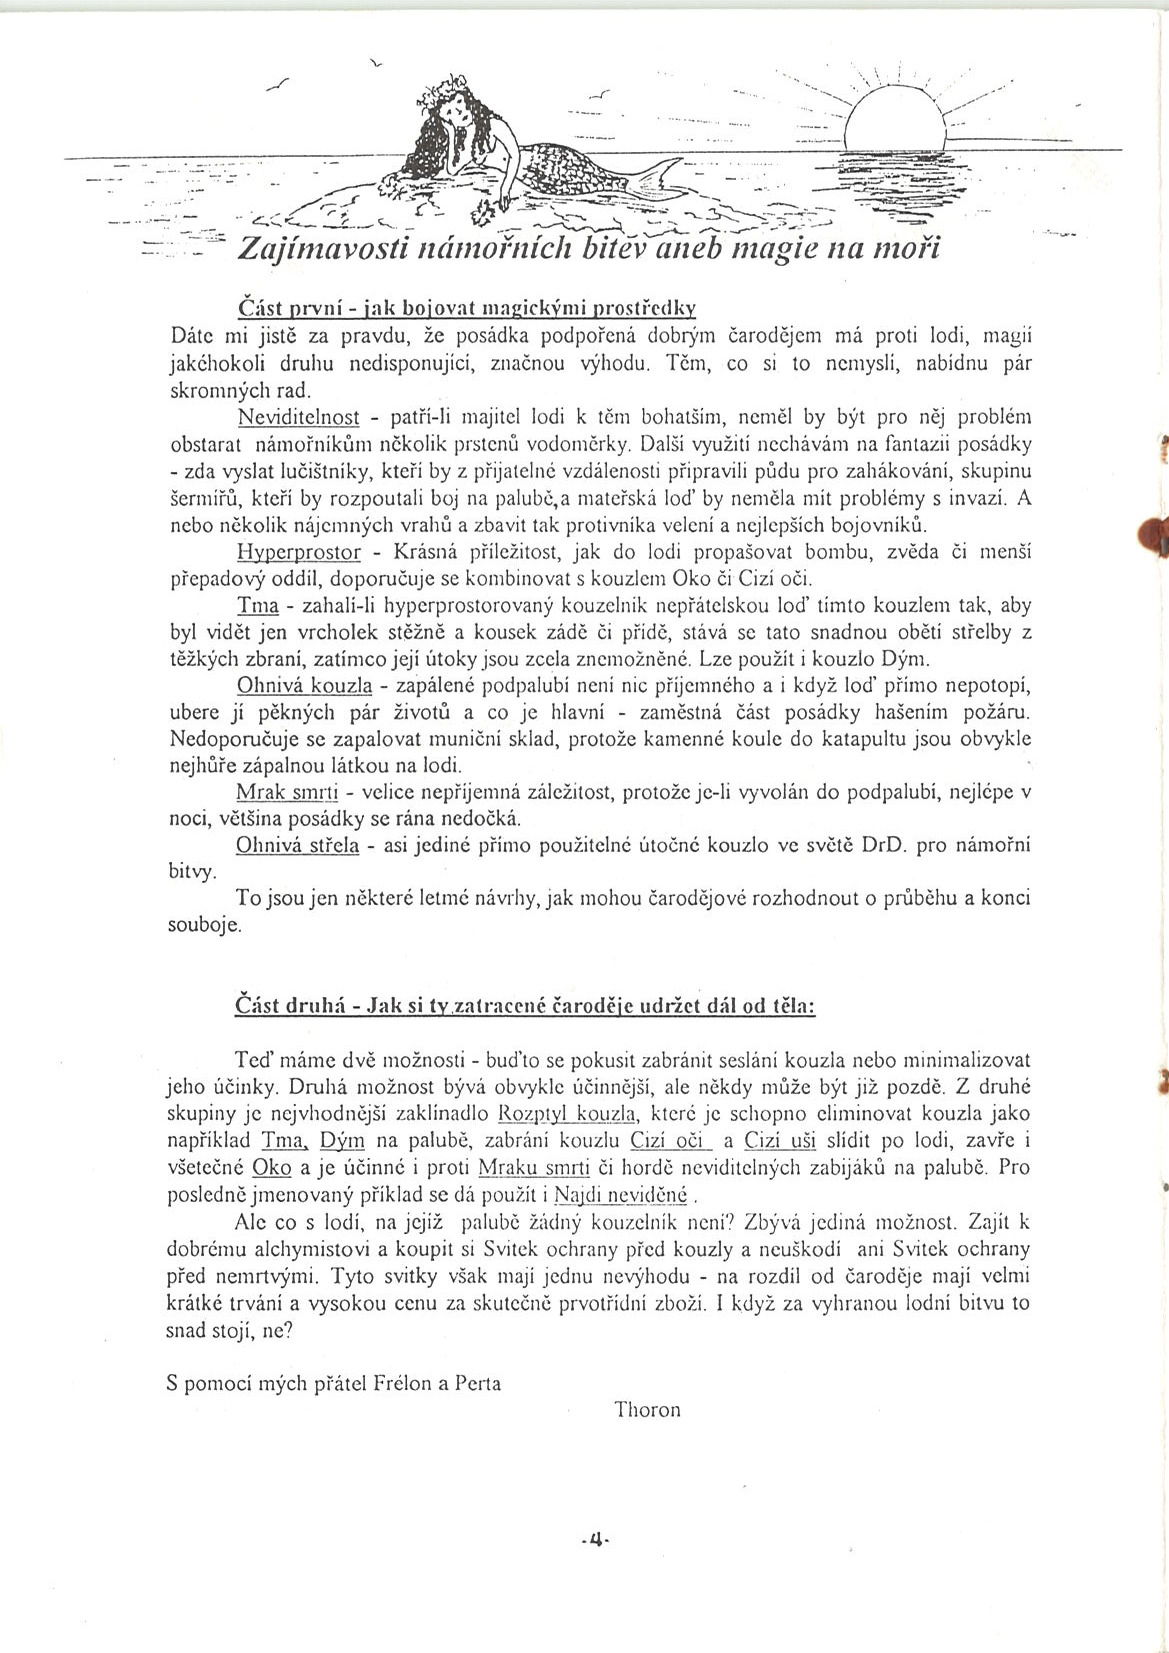 Zajímavosti námořních bitev aneb magie na moři
Část první - jak bojovat magickými prostředky
Dáte mi jistě za pravdu, že posádka podpořená dobrým čarodějem má proti lodi, magií
jakéhokoli druhu nedisponující, značnou výhodu. Těm, co si to nemyslí, nabídnu pár
skromných rad.
Neviditelnost - patří-li majitel lodi k těm bohatším, neměl by být pro něj problém
obstarat námořníkům několik prstenů vodoměrky. Další využití nechávám na fantazii posádky
- zda vyslat lučištníky, kteří by z přijatelné vzdálenosti připravili půdu pro zahákování, skupinu
šermířů, kteří by rozpoutali boj na palubě,a mateřská loď by neměla mít problémy s invazí. A
nebo několik nájemných vrahů a zbavit tak protivníka velení a nejlepších bojovníků.
Hyperprostor - Krásná příležitost, jak do lodi propašovat bombu, zvěda či menší
přepadový oddíl, doporučuje se kombinovat s kouzlem Oko či Cizí oči.
Tma - zahalí-li hyperprostorovaný kouzelník nepřátelskou loď tímto kouzlem tak, aby
byl vidět jen vrcholek stěžně a kousek zádě či přídě, stává se tato snadnou obětí střelby z
těžkých zbraní, zatímco její útoky jsou zcela znemožněné. Lze použít i kouzlo Dým.
Ohnivá kouzla - zapálené podpalubí není nic příjemného a i když loď přímo nepotopí,
ubere jí pěkných pár životů a co je hlavní - zaměstná část posádky hašením požáru.
Nedoporučuje se zapalovat muniční sklad, protože kamenné koule do katapultu jsou obvykle
nejhůře zápalnou látkou na lodi.
Mrak smrti - velice nepříjemná záležitost, protože je-li vyvolán do podpalubí, nejlépe v
noci, většina posádky se rána nedočká.
Ohnivá střela - asi jediné přímo použitelné útočné kouzlo ve světě DrD. pro námořní
bitvy.
To jsou jen některé letmé návrhy, jak mohou čarodějové rozhodnout o průběhu a konci
souboje.
Část druhá - Jak si ty zatracené čaroděje udržet dál od těla:
Teď máme dvě možnosti - buďto se pokusit zabránit seslání kouzla nebo minimalizovat
jeho účinky. Druhá možnost bývá obvykle účinnější, ale někdy může být již pozdě. Z druhé
skupiny je nejvhodnější zaklínadlo Rozptyl kouzla, které je schopno eliminovat kouzla jako
například Tma, Dým na palubě, zabrání kouzlu Cizí oči a Cizí uši slídit po lodi, zavře i
všetečné Oko a je účinné i proti Mraku smrti či hordě neviditelných zabijáků na palubě. Pro
posledně jmenovaný příklad se dá použít i Najdi neviděné .
Ale co s lodí, na jejíž palubě žádný kouzelník není? Zbývá jediná možnost. Zajít k
dobrému alchymistovi a koupit si Svitek ochrany před kouzly a neuškodí ani Svitek ochrany
před nemrtvými. Tyto svitky však mají jednu nevýhodu - na rozdíl od čaroděje mají velmi
krátké trvání a vysokou cenu za skutečně prvotřídní zboží. I když za vyhranou lodní bitvu to
snad stojí, ne?
S pomocí mých přátel Frélon a Perta
Thoron
-4-